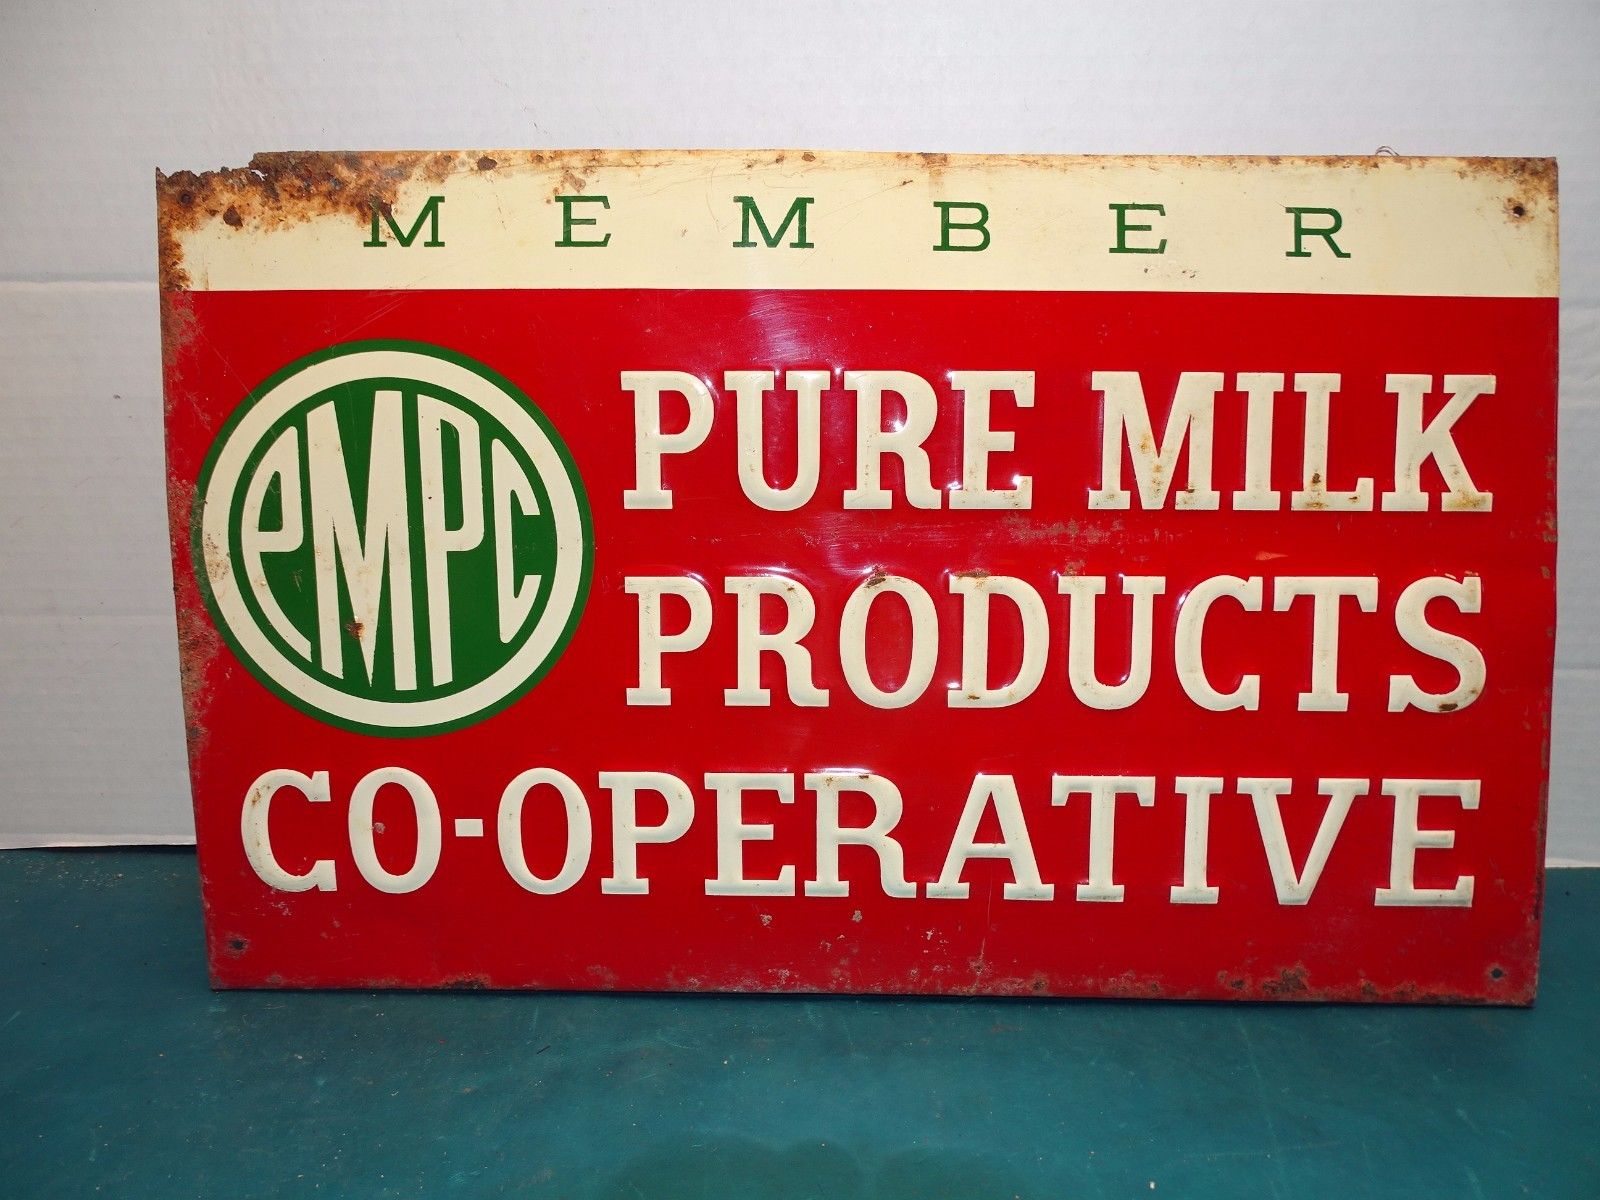 MEMBER
PMPC
PURE MILK
PRODUCTS
CO-OPERATIVE